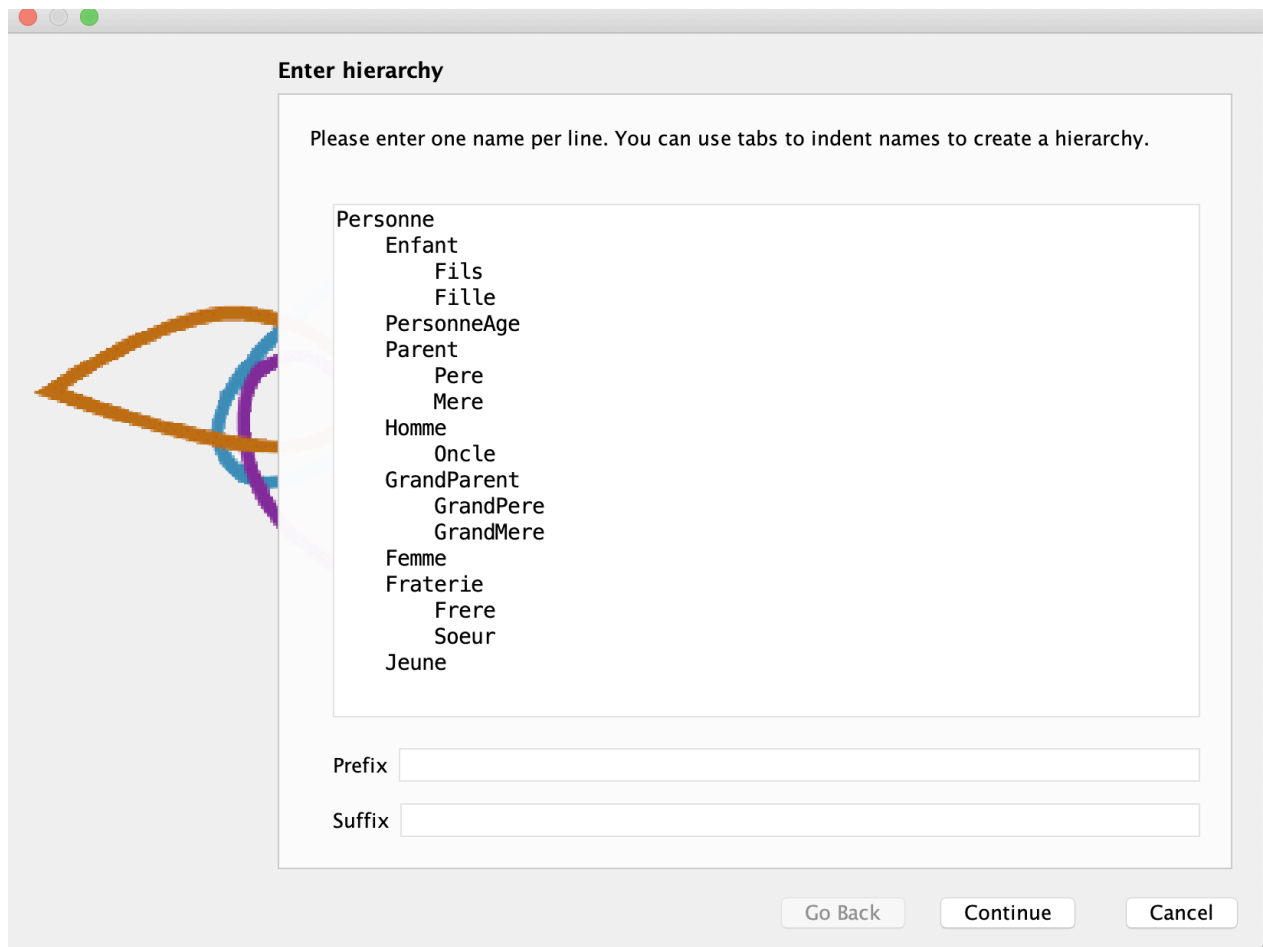 Enter hierarchy
Please enter one name per line. You can use tabs to indent names to create a hierarchy.
Personne
Enfant
Fils
Fille
PersonneAge
Parent
Pere
Mere
Homme
Oncle
GrandParent
GrandPere
GrandMere
Femme
Fraterie
Frere
Soeur
Jeune
Prefix
Suffix
Go Back Continue Cancel